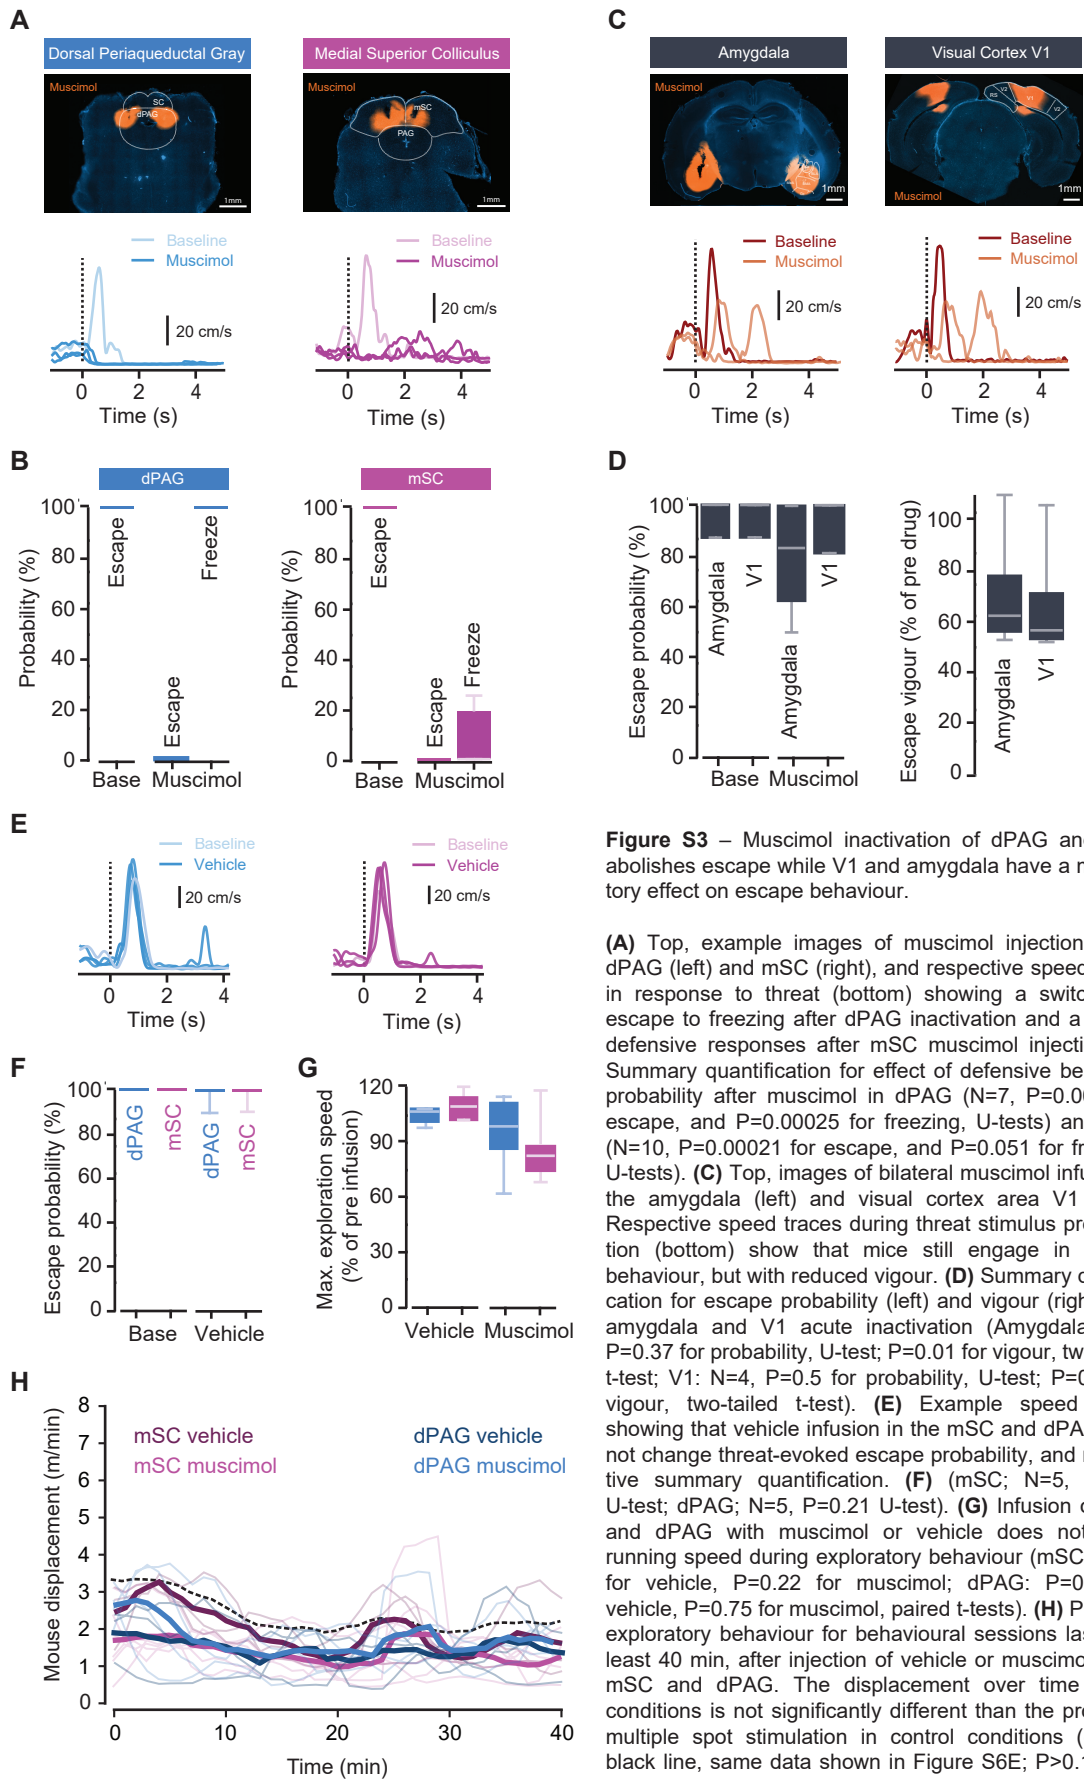 A
Dorsal Periaqueductal Gray
Medial Superior Colliculus
Muscimol
SC
dPAG
1mm
Muscimol
mSC
PAG
1mm
Baseline
Muscimol
20 cm/s
0 2 4
Time (s)
Baseline
Muscimol
20 cm/s
0 2 4
Time (s)
C
Amygdala
Visual Cortex V1
Muscimol
1mm
RS
V2
V1
V2
Muscimol
1mm
Baseline
Muscimol
20 cm/s
0 2 4
Time (s)
Baseline
Muscimol
20 cm/s
0 2 4
Time (s)
B
dPAG
Probability (%)
100
80
60
40
20
0
Escape
Escape
Freeze
Base Muscimol
mSC
Probability (%)
100
80
60
40
20
0
Escape
Escape
Freeze
Base Muscimol
D
Escape probability (%)
100
80
60
40
20
0
Amygdala
V1
Amygdala
V1
Base Muscimol
Escape vigour (% of pre drug)
100
80
60
40
20
0
Amygdala
V1
E
Baseline
Vehicle
20 cm/s
0 2 4
Time (s)
Baseline
Vehicle
20 cm/s
0 2 4
Time (s)
F
Escape probability (%)
100
80
60
40
20
0
dPAG
mSC
dPAG
mSC
Base Vehicle
G
Max. exploration speed
(% of pre infusion)
120
90
60
30
0
Vehicle Muscimol
H
Mouse displacement (m/min)
8
7
6
5
4
3
2
1
0
mSC vehicle
mSC muscimol
dPAG vehicle
dPAG muscimol
0 10 20 30 40
Time (min)
Figure S3 – Muscimol inactivation of dPAG and
abolishes escape while V1 and amygdala have a
tory effect on escape behaviour.
(A) Top, example images of muscimol injection
dPAG (left) and mSC (right), and respective speed
in response to threat (bottom) showing a
escape to freezing after dPAG inactivation and a
defensive responses after mSC muscimol
Summary quantification for effect of defensive
probability after muscimol in dPAG (N=7,
escape, and P=0.00025 for freezing, U-tests)
(N=10, P=0.00021 for escape, and P=0.051 for
U-tests). (C) Top, images of bilateral muscimol
the amygdala (left) and visual cortex area V1
Respective speed traces during threat stimulus
tion (bottom) show that mice still engage in
behaviour, but with reduced vigour. (D) Summary
cation for escape probability (left) and vigour
amygdala and V1 acute inactivation (Amygdala
P=0.37 for probability, U-test; P=0.01 for vigour,
t-test; V1: N=4, P=0.5 for probability, U-test;
vigour, two-tailed t-test). (E) Example speed
showing that vehicle infusion in the mSC and
not change threat-evoked escape probability, and
tive summary quantification. (F) (mSC; N=5,
U-test; dPAG; N=5, P=0.21 U-test). (G) Infusion
and dPAG with muscimol or vehicle does not
running speed during exploratory behaviour (mSC
for vehicle, P=0.22 for muscimol; dPAG:
vehicle, P=0.75 for muscimol, paired t-tests). (H)
exploratory behaviour for behavioural sessions
least 40 min, after injection of vehicle or
mSC and dPAG. The displacement over time
conditions is not significantly different than the
multiple spot stimulation in control conditions
black line, same data shown in Figure S6E;